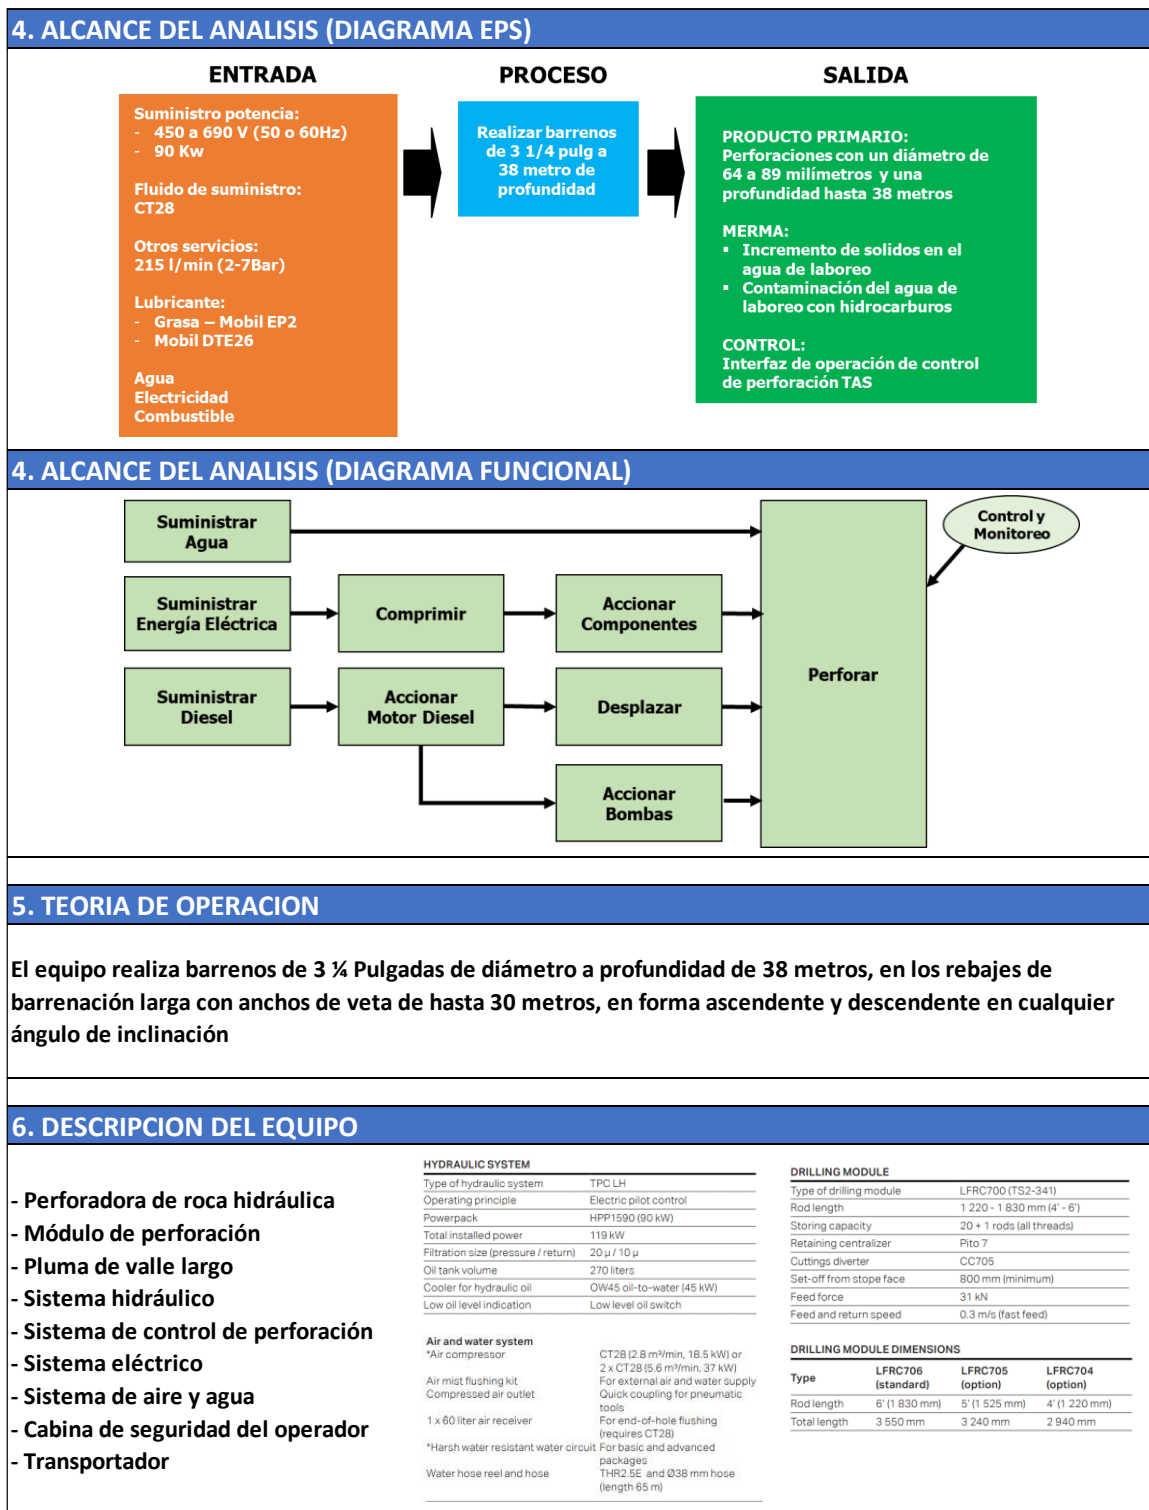 4. ALCANCE DEL ANALISIS (DIAGRAMA EPS)
ENTRADA
Suministro potencia:
- 450 a 690 V (50 o 60Hz)
- 90 Kw
Fluido de suministro:
CT28
Otros servicios:
215 l/min (2-7Bar)
Lubricante:
- Grasa – Mobil EP2
- Mobil DTE26
Agua
Electricidad
Combustible
PROCESO
Realizar barrenos
de 3 1/4 pulg a
38 metro de
profundidad
SALIDA
PRODUCTO PRIMARIO:
Perforaciones con un diámetro de
64 a 89 milímetros y una
profundidad hasta 38 metros
MERMA:
▪ Incremento de solidos en el
agua de laboreo
▪ Contaminación del agua de
laboreo con hidrocarburos
CONTROL:
Interfaz de operación de control
de perforación TAS
4. ALCANCE DEL ANALISIS (DIAGRAMA FUNCIONAL)
Suministrar
Agua
Control y
Monitoreo
Suministrar
Energía Eléctrica
Comprimir
Accionar
Componentes
Perforar
Suministrar
Diesel
Accionar
Motor Diesel
Desplazar
Accionar
Bombas
5. TEORIA DE OPERACION
El equipo realiza barrenos de 3 ¼ Pulgadas de diámetro a profundidad de 38 metros, en los rebajes de
barrenación larga con anchos de veta de hasta 30 metros, en forma ascendente y descendente en cualquier
ángulo de inclinación
6. DESCRIPCION DEL EQUIPO
- Perforadora de roca hidráulica
- Módulo de perforación
- Pluma de valle largo
- Sistema hidráulico
- Sistema de control de perforación
- Sistema eléctrico
- Sistema de aire y agua
- Cabina de seguridad del operador
- Transportador
HYDRAULIC SYSTEM
Type of hydraulic system TPC LH
Operating principle Electric pilot control
Powerpack HPP1590 (90 kW)
Total installed power 119 kW
Filtration size (pressure / return) 20 µ / 10 µ
Oil tank volume 270 liters
Cooler for hydraulic oil OW45 oil-to-water (45 kW)
Low oil level indication Low level oil switch
Air and water system
*Air compressor CT28 (2.8 m³/min, 18.5 kW) or
2 x CT28 (5.6 m³/min, 37 kW)
Air mist flushing kit For external air and water supply
Compressed air outlet Quick coupling for pneumatic
tools
1 x 60 liter air receiver For end-of-hole flushing
(requires CT28)
*Harsh water resistant water circuit For basic and advanced
packages
Water hose reel and hose THR2.5E and Ø38 mm hose
(length 65 m)
DRILLING MODULE
Type of drilling module LFRC700 (TS2-341)
Rod length 1 220 - 1 830 mm (4' - 6')
Storing capacity 20 + 1 rods (all threads)
Retaining centralizer Pito 7
Cuttings diverter CC705
Set-off from stope face 800 mm (minimum)
Feed force 31 kN
Feed and return speed 0.3 m/s (fast feed)
DRILLING MODULE DIMENSIONS
Type LFRC706 LFRC705 LFRC704
(standard) (option) (option)
Rod length 6' (1 830 mm) 5' (1 525 mm) 4' (1 220 mm)
Total length 3 550 mm 3 240 mm 2 940 mm